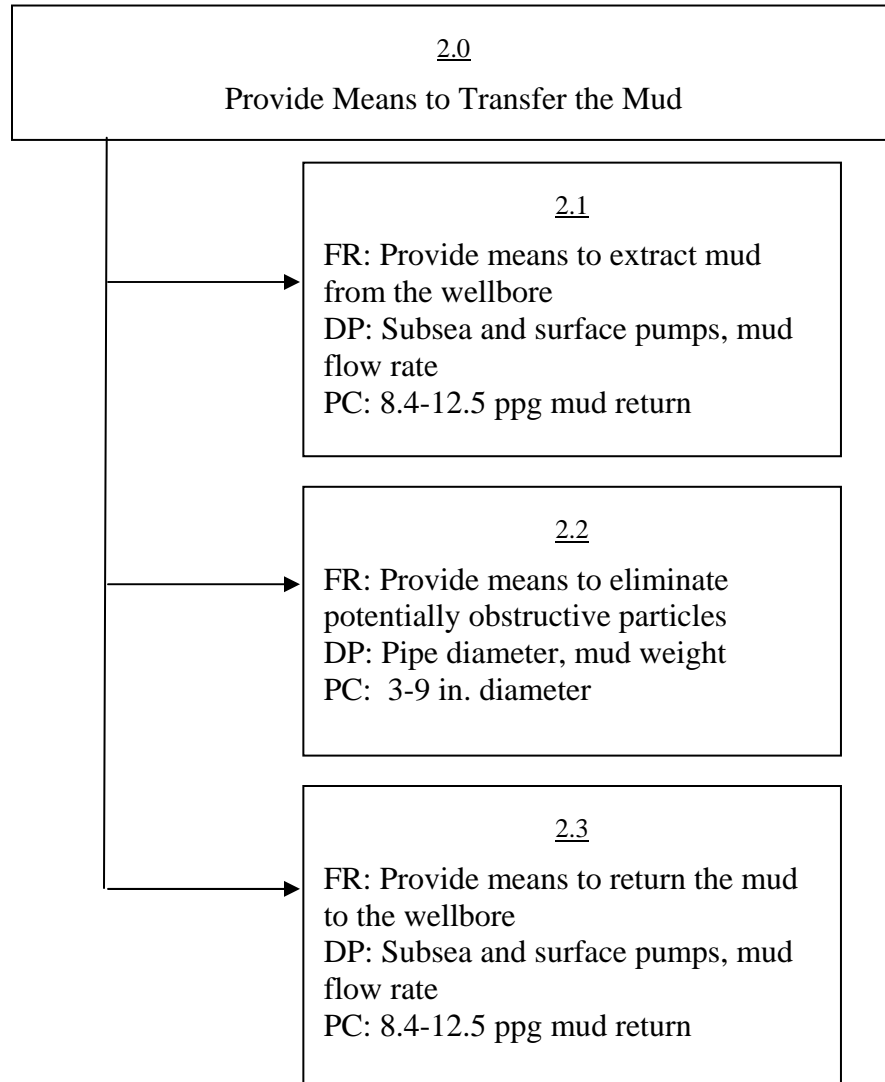 2.0
Provide Means to Transfer the Mud
2.1
FR: Provide means to extract mud
from the wellbore
DP: Subsea and surface pumps, mud
flow rate
PC: 8.4-12.5 ppg mud return
2.2
FR: Provide means to eliminate
potentially obstructive particles
DP: Pipe diameter, mud weight
PC:  3-9 in. diameter
2.3
FR: Provide means to return the mud
to the wellbore
DP: Subsea and surface pumps, mud
flow rate
PC: 8.4-12.5 ppg mud return